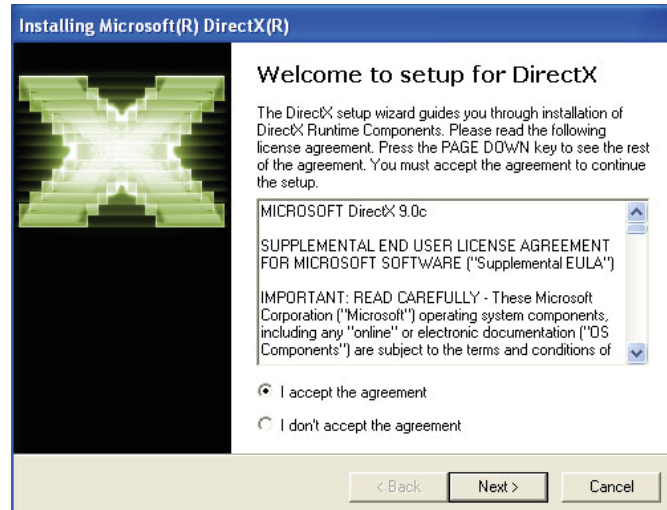 Installing Microsoft(R) DirectX(R)
Welcome to setup for DirectX
The DirectX setup wizard guides you through installation of
DirectX Runtime Components. Please read the following
license agreement. Press the PAGE DOWN key to see the rest
of the agreement. You must accept the agreement to continue
the setup.
MICROSOFT DirectX 9.0c
SUPPLEMENTAL END USER LICENSE AGREEMENT
FOR MICROSOFT SOFTWARE ("Supplemental EULA")
IMPORTANT: READ CAREFULLY - These Microsoft
Corporation ("Microsoft") operating system components,
including any "online" or electronic documentation ("OS
Components") are subject to the terms and conditions of
I accept the agreement
I don't accept the agreement
< Back Next > Cancel